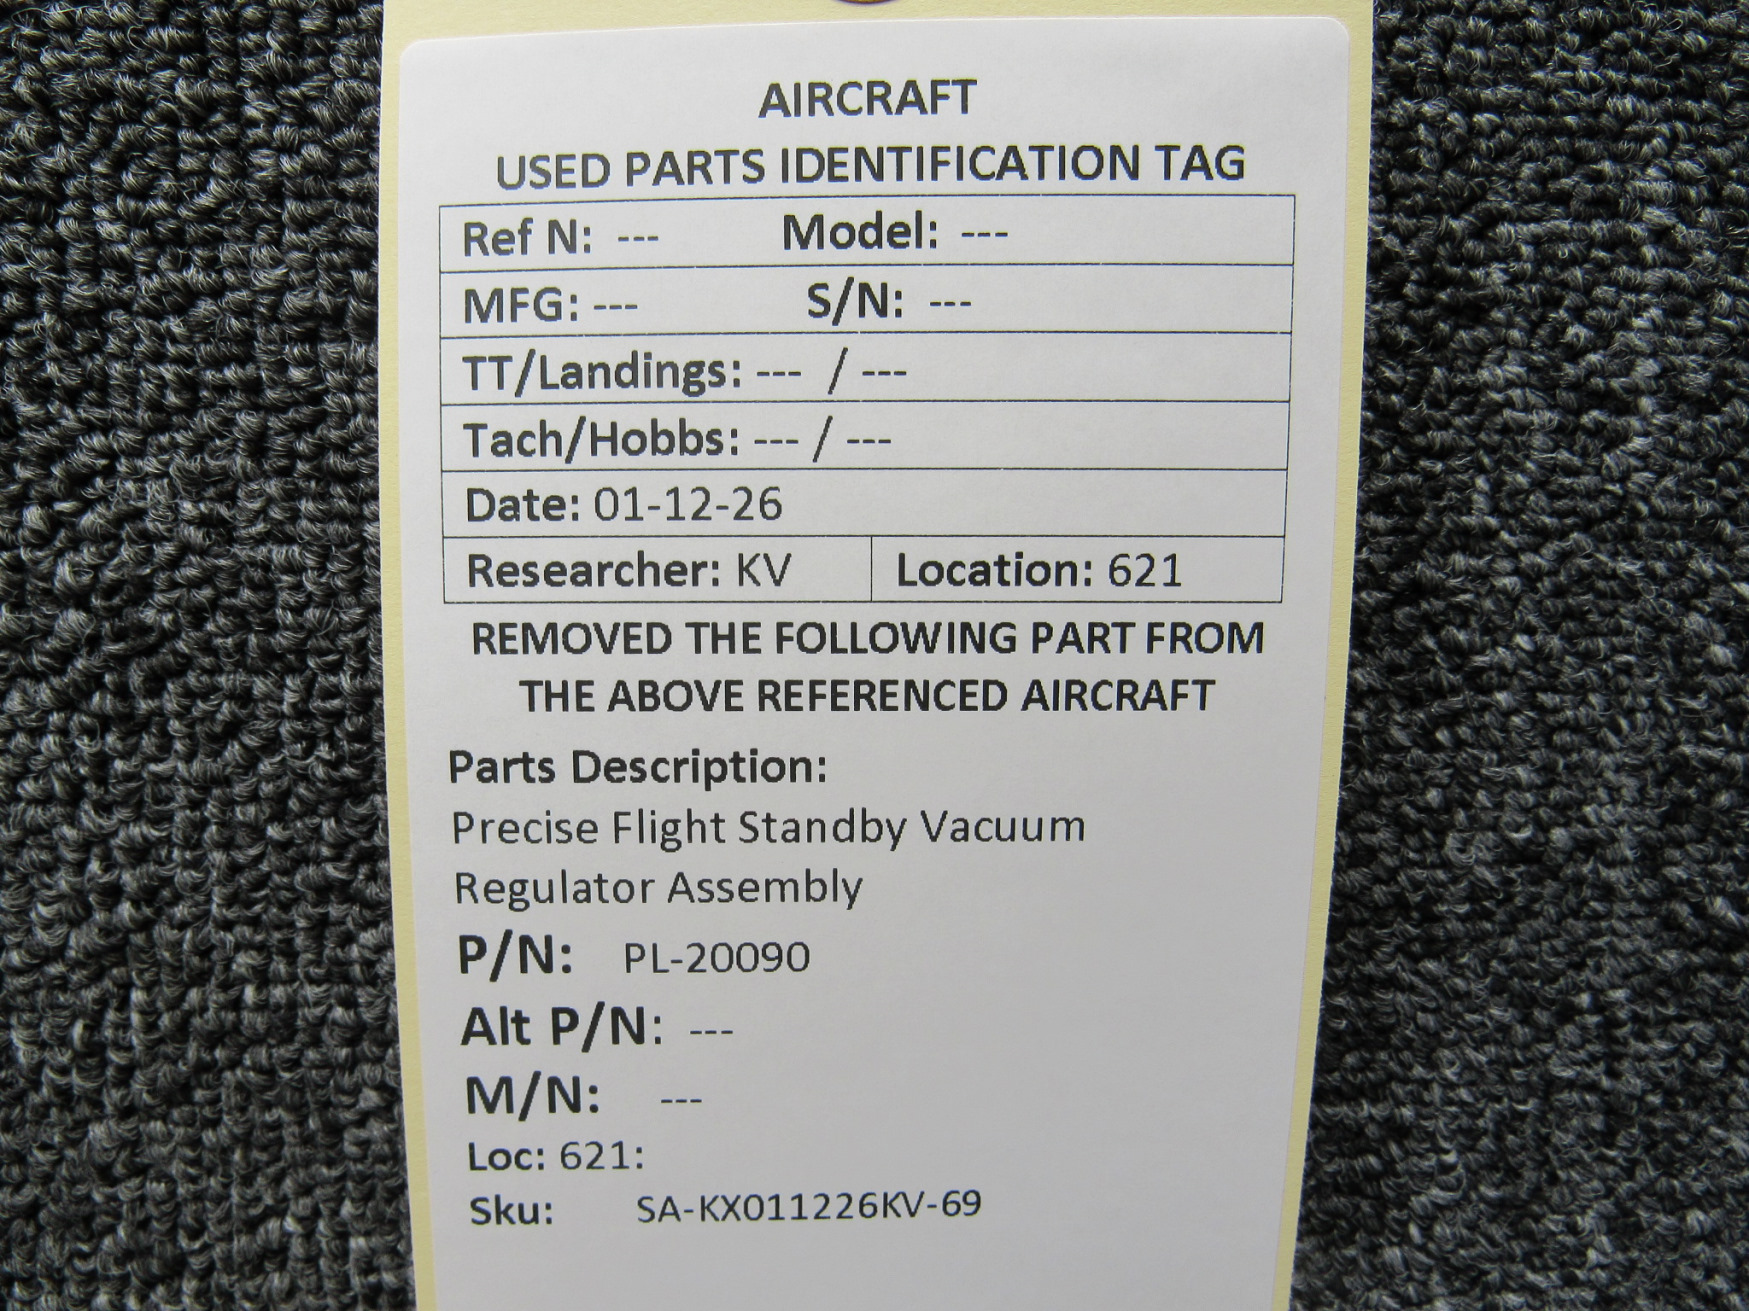 AIRCRAFT
USED PARTS IDENTIFICATION TAG
Ref N: --- Model: ---
MFG: --- S/N: ---
TT/Landings: --- / ---
Tach/Hobbs: --- / ---
Date: 01-12-26
Researcher: KV Location: 621
REMOVED THE FOLLOWING PART FROM
THE ABOVE REFERENCED AIRCRAFT
Parts Description:
Precise Flight Standby Vacuum
Regulator Assembly
P/N: PL-20090
Alt P/N: ---
M/N: ---
Loc: 621:
Sku: SA-KX011226KV-69